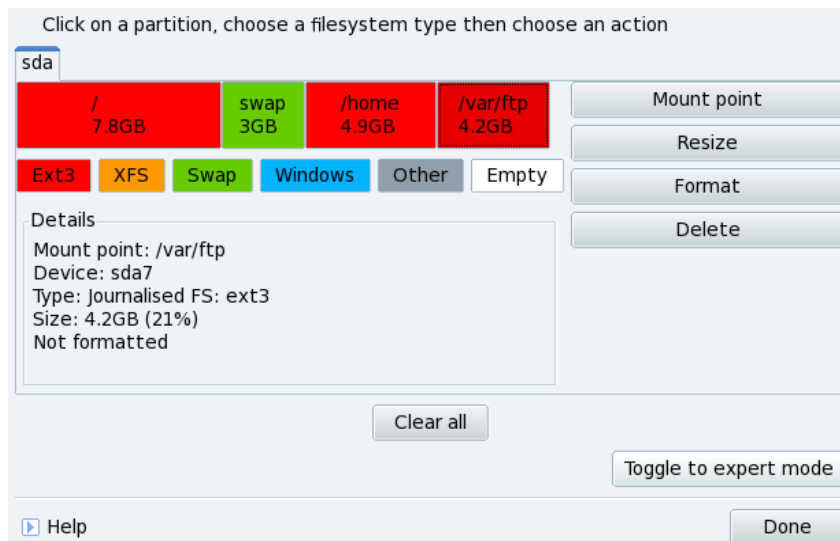 Click on a partition, choose a filesystem type then choose an action
sda
/
7.8GB
swap
3GB
/home
4.9GB
/var/ftp
4.2GB
Mount point
Resize
Format
Delete
Ext3
XFS
Swap
Windows
Other
Empty
Details
Mount point: /var/ftp
Device: sda7
Type: Journalised FS: ext3
Size: 4.2GB (21%)
Not formatted
Clear all
Toggle to expert mode
Help
Done